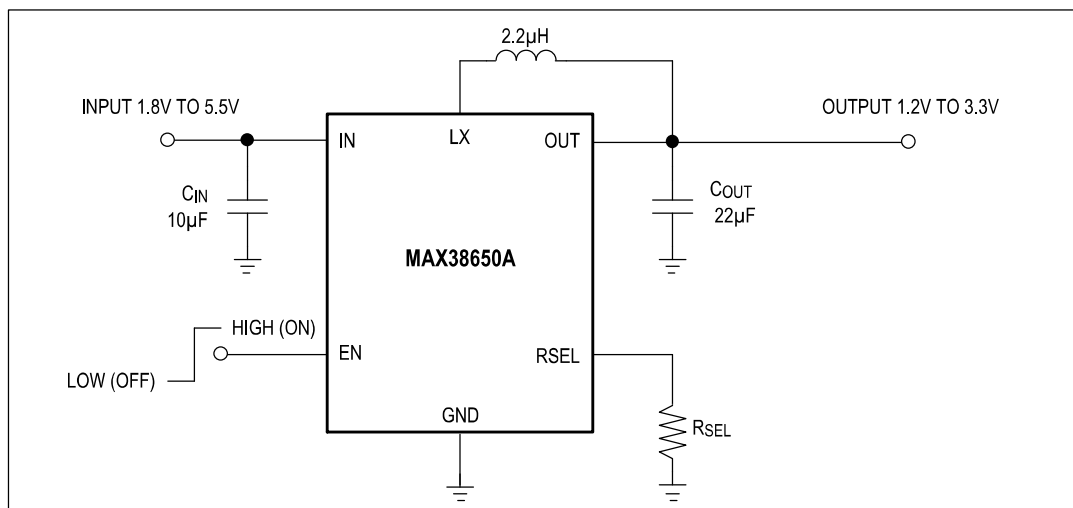 2.2µH
INPUT 1.8V TO 5.5V
OUTPUT 1.2V TO 3.3V
IN
LX
OUT
CIN
10µF
COUT
22µF
MAX38650A
HIGH (ON)
EN
RSEL
LOW (OFF)
GND
RSEL